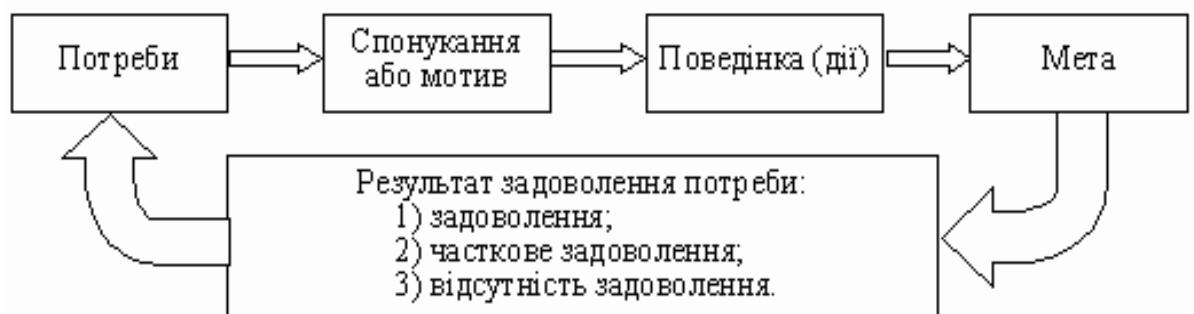 Потреби
Спонукання
або мотив
Поведінка (дії)
Мета
Результат задоволення потреби:
1) задоволення;
2) часткове задоволення;
3) відсутність задоволення.